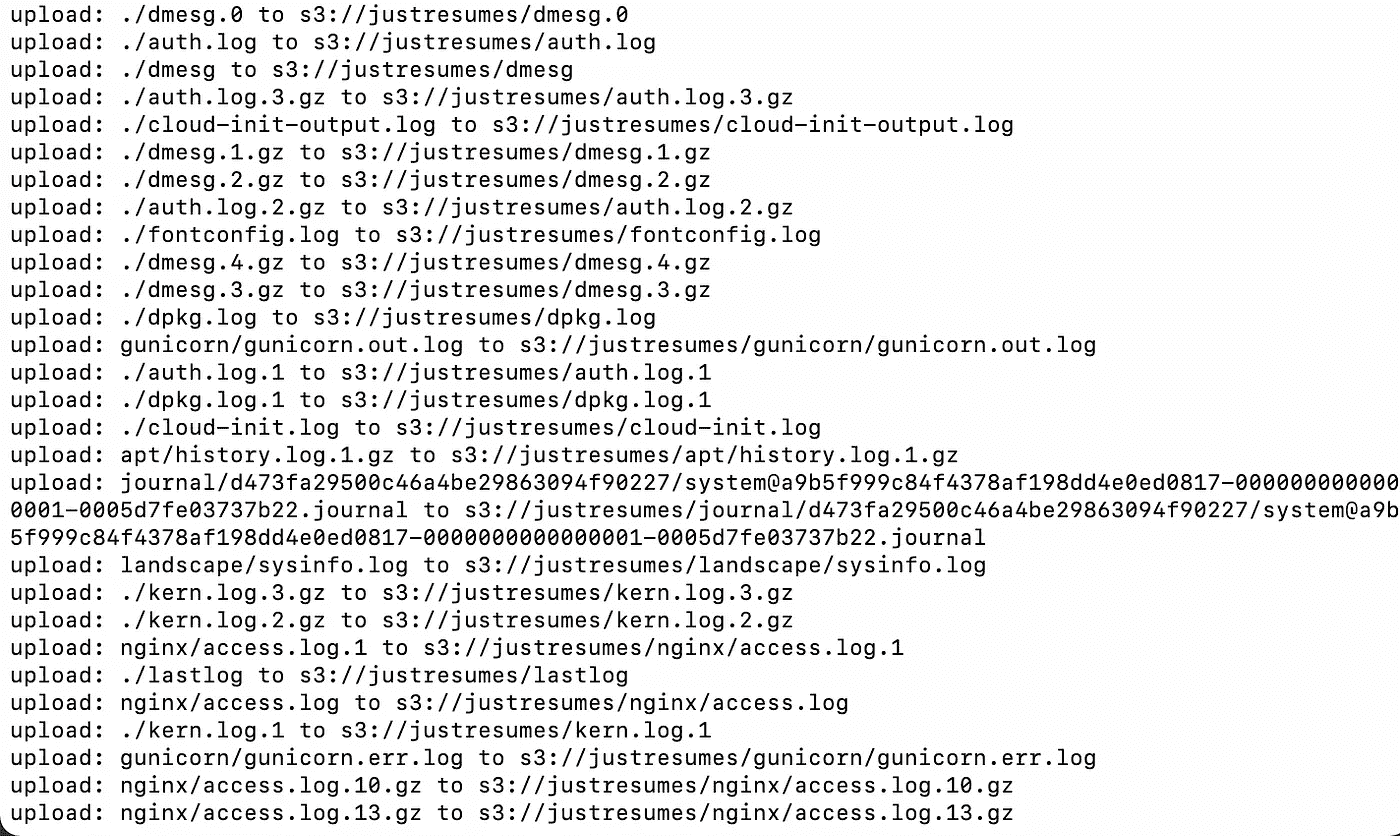 upload: ./dmesg.0 to s3://justresumes/dmesg.0
upload: ./auth.log to s3://justresumes/auth.log
upload: ./dmesg to s3://justresumes/dmesg
upload: ./auth.log.3.gz to s3://justresumes/auth.log.3.gz
upload: ./cloud-init-output.log to s3://justresumes/cloud-init-output.log
upload: ./dmesg.1.gz to s3://justresumes/dmesg.1.gz
upload: ./dmesg.2.gz to s3://justresumes/dmesg.2.gz
upload: ./auth.log.2.gz to s3://justresumes/auth.log.2.gz
upload: ./fontconfig.log to s3://justresumes/fontconfig.log
upload: ./dmesg.4.gz to s3://justresumes/dmesg.4.gz
upload: ./dmesg.3.gz to s3://justresumes/dmesg.3.gz
upload: ./dpkg.log to s3://justresumes/dpkg.log
upload: gunicorn/gunicorn.out.log to s3://justresumes/gunicorn/gunicorn.out.log
upload: ./auth.log.1 to s3://justresumes/auth.log.1
upload: ./dpkg.log.1 to s3://justresumes/dpkg.log.1
upload: ./cloud-init.log to s3://justresumes/cloud-init.log
upload: apt/history.log.1.gz to s3://justresumes/apt/history.log.1.gz
upload: journal/d473fa29500c46a4be29863094f90227/system@a9b5f999c84f4378af198dd4e0ed0817-000000000000
0001-0005d7fe03737b22.journal to s3://justresumes/journal/d473fa29500c46a4be29863094f90227/system@a9b
5f999c84f4378af198dd4e0ed0817-0000000000000001-0005d7fe03737b22.journal
upload: landscape/sysinfo.log to s3://justresumes/landscape/sysinfo.log
upload: ./kern.log.3.gz to s3://justresumes/kern.log.3.gz
upload: ./kern.log.2.gz to s3://justresumes/kern.log.2.gz
upload: nginx/access.log.1 to s3://justresumes/nginx/access.log.1
upload: ./lastlog to s3://justresumes/lastlog
upload: nginx/access.log to s3://justresumes/nginx/access.log
upload: ./kern.log.1 to s3://justresumes/kern.log.1
upload: gunicorn/gunicorn.err.log to s3://justresumes/gunicorn/gunicorn.err.log
upload: nginx/access.log.10.gz to s3://justresumes/nginx/access.log.10.gz
upload: nginx/access.log.13.gz to s3://justresumes/nginx/access.log.13.gz